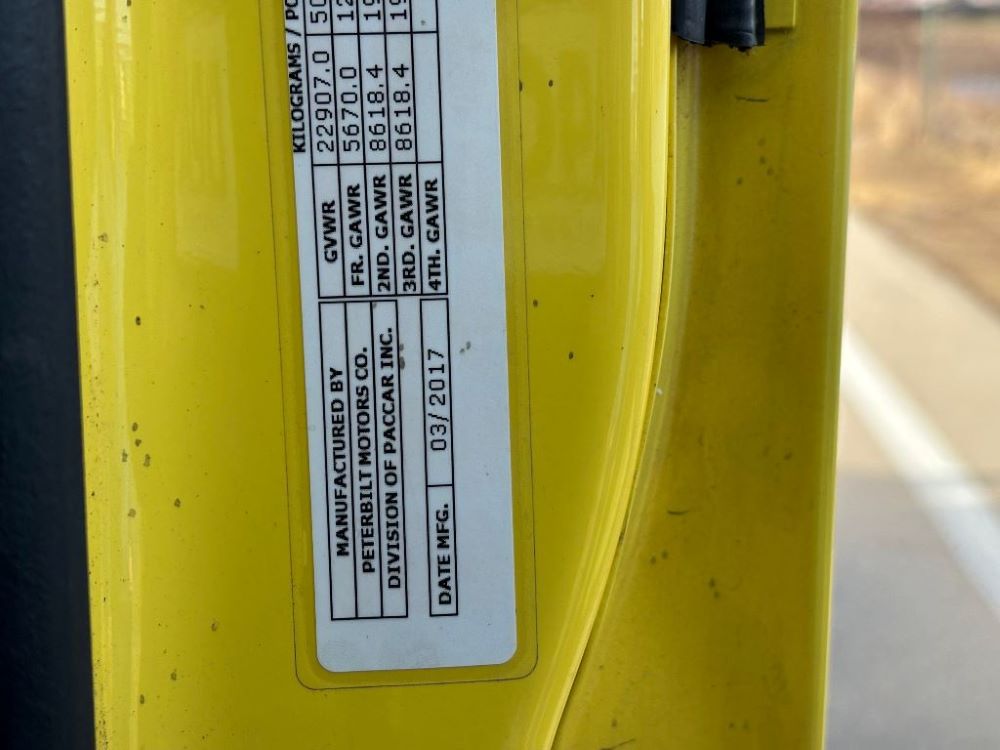 MANUFACTURED BY
PETERBILT MOTORS CO.
DIVISION OF PACCAR INC.
DATE MFG. 03/2017
KILOGRAMS /
GVWR 22907.0
FR. GAWR 5670.0
2ND. GAWR 8618.4
3RD. GAWR 8618.4
4TH. GAWR